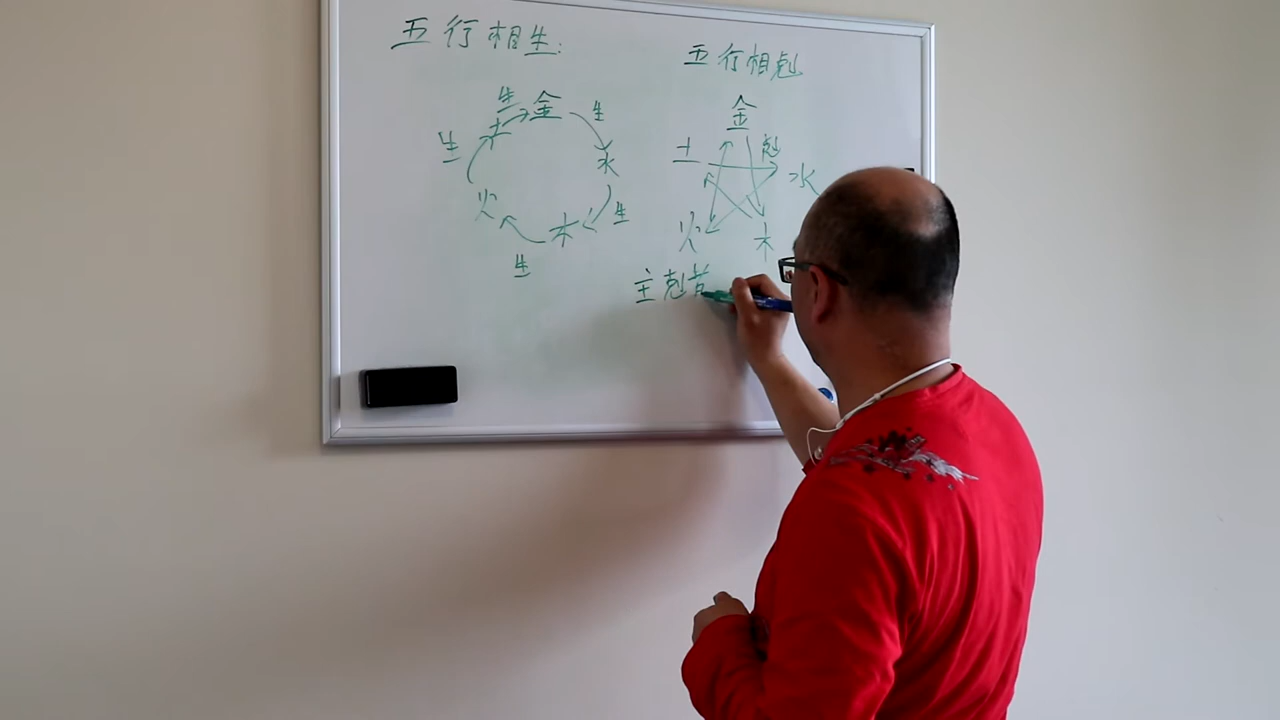 五行相生:
五行相剋
生 金 生
土
生 水
火 木 生
生
金
土 剋 水
火 木
主剋